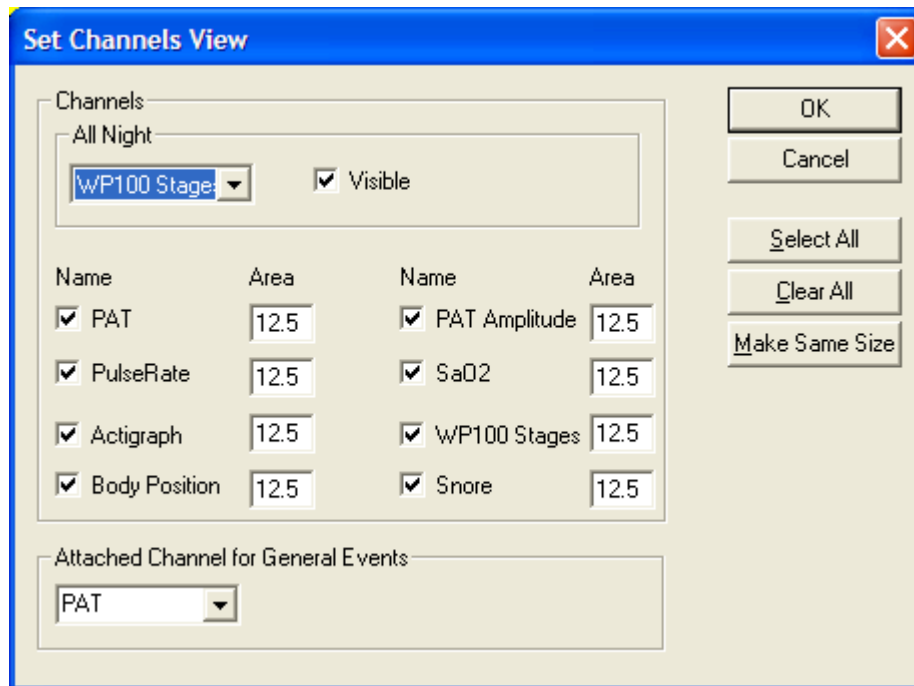 Set Channels View
Channels
All Night
WP100 Stage
Visible
Name Area Name Area
PAT 12.5 PAT Amplitude 12.5
PulseRate 12.5 SaO2 12.5
Actigraph 12.5 WP100 Stages 12.5
Body Position 12.5 Snore 12.5
Attached Channel for General Events
PAT
OK
Cancel
Select All
Clear All
Make Same Size